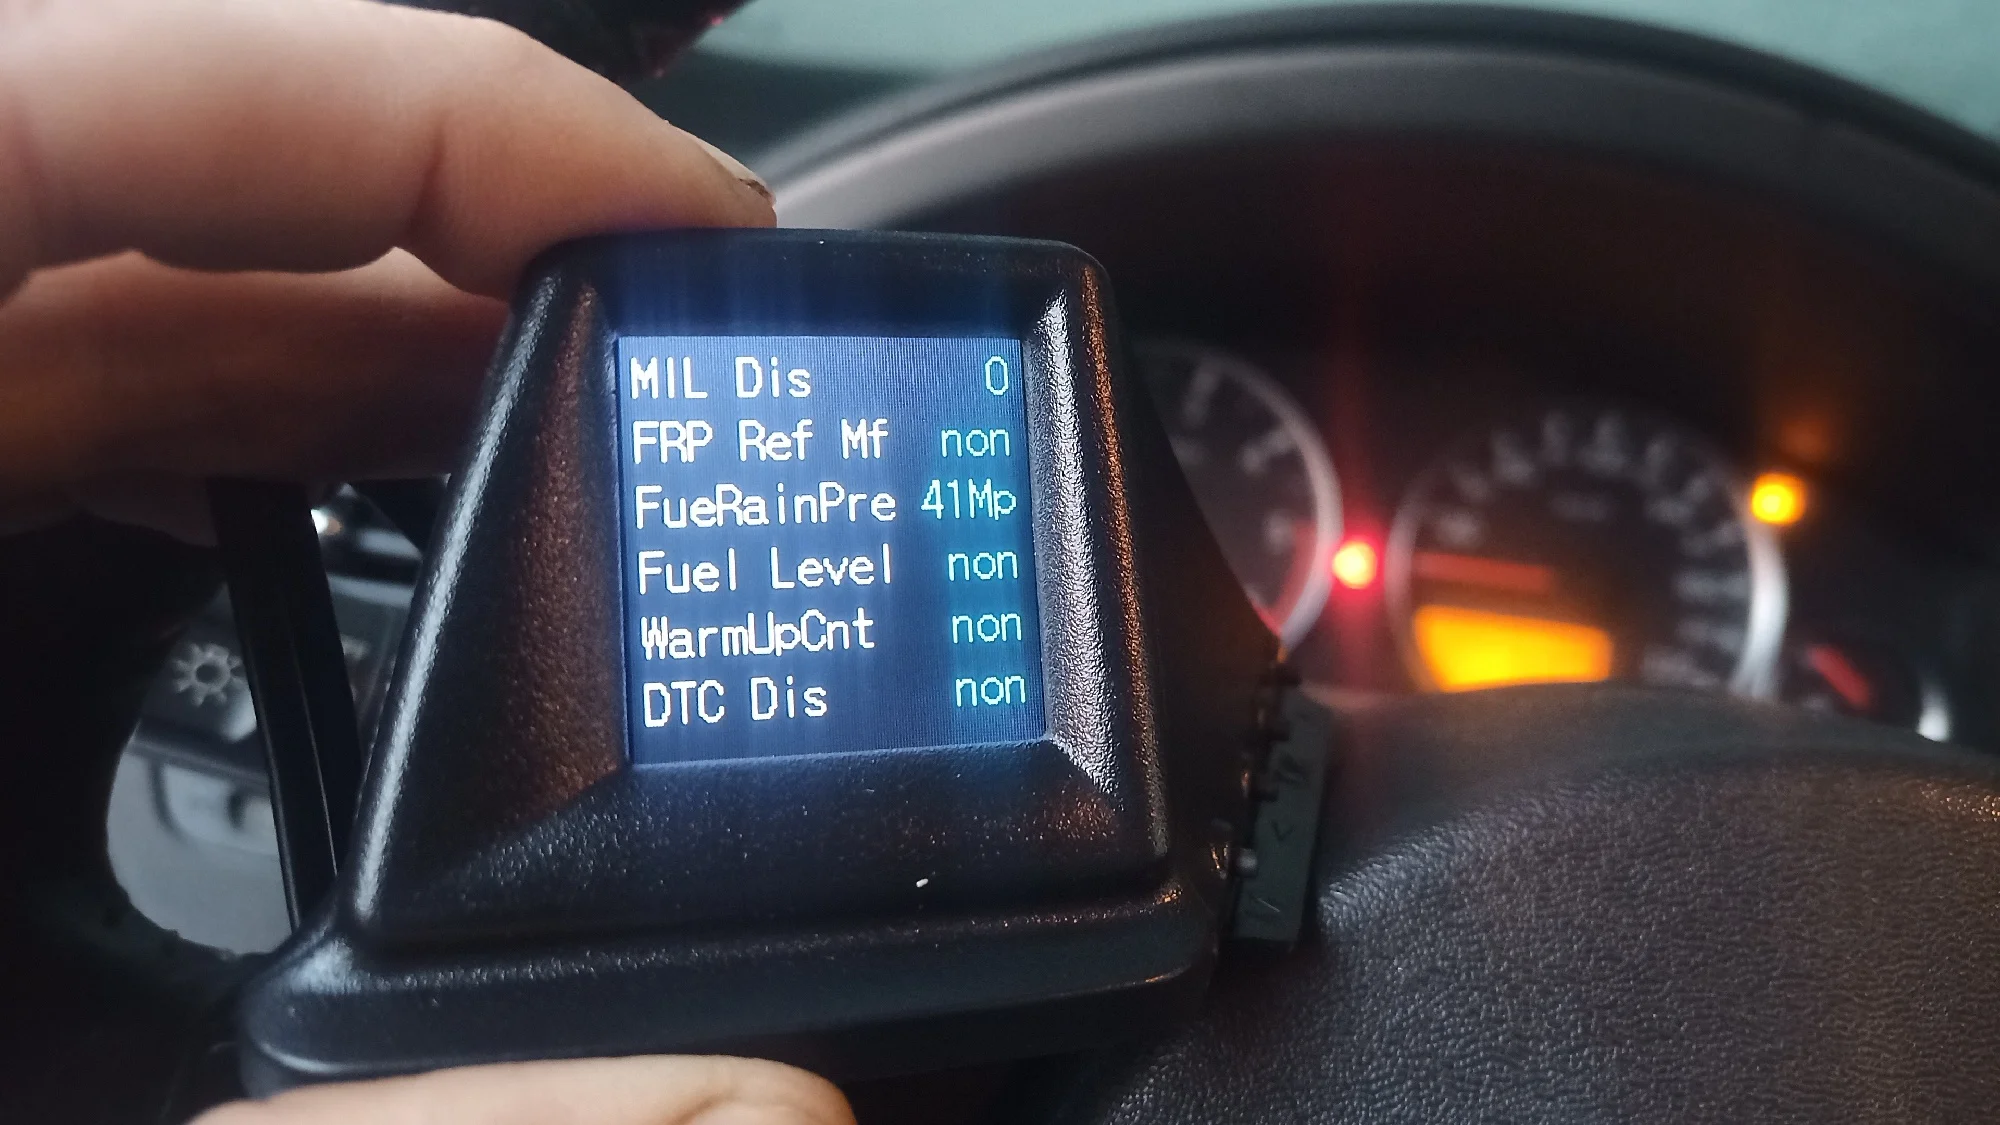 MIL Dis 0
FRP Ref Mf non
FueRainPre 41Mp
Fuel Level non
WarmUpCnt non
DTC Dis non